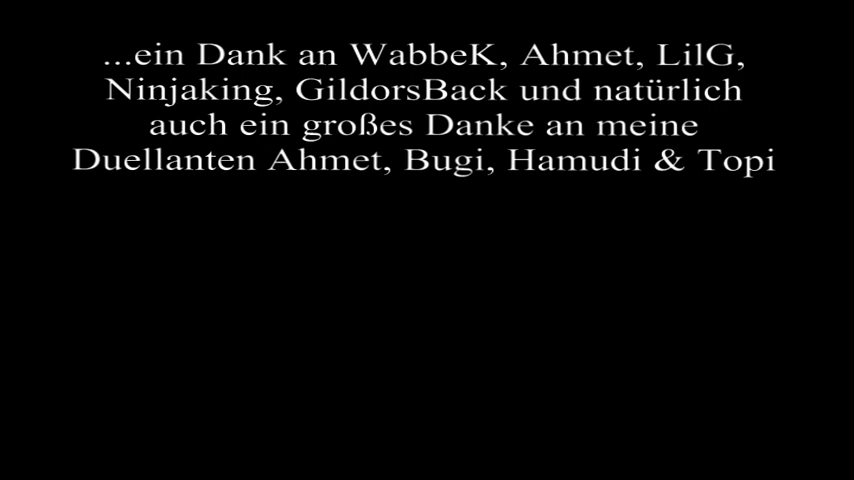 ...ein Dank an WabbeK, Ahmet, LilG,
Ninjaking, GildorsBack und natürlich
auch ein großes Danke an meine
Duellanten Ahmet, Bugi, Hamudi & Topi